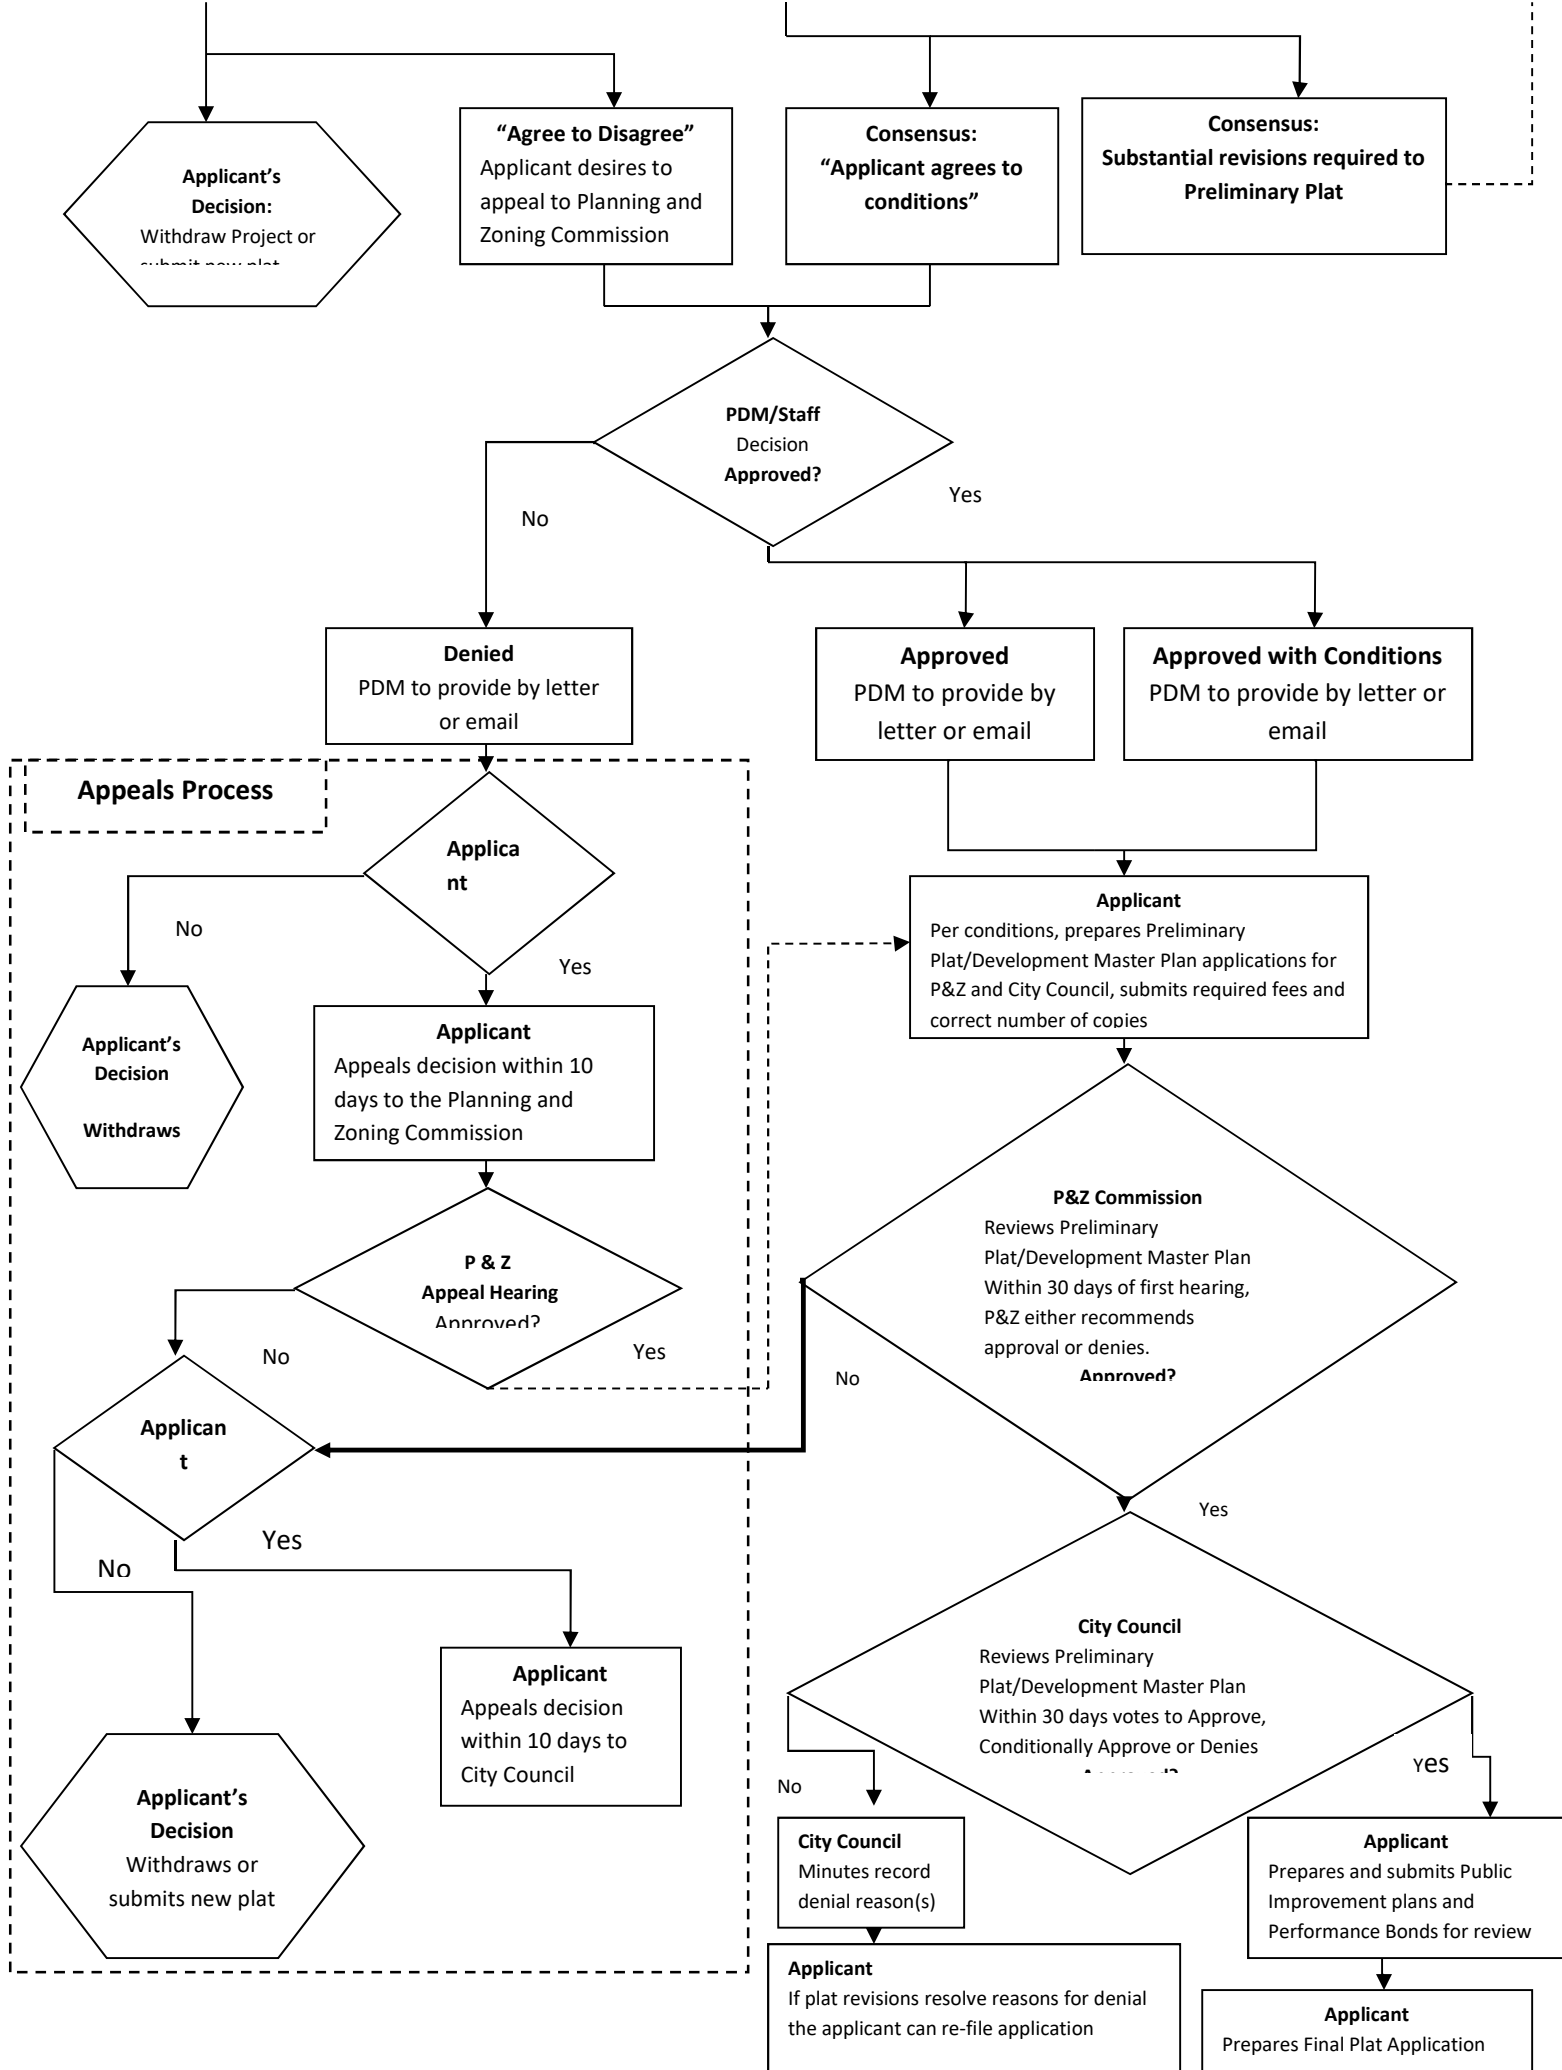 Applicant's
Decision:
Withdraw Project or
submit new plat
"Agree to Disagree"
Applicant desires to
appeal to Planning and
Zoning Commission
Consensus:
"Applicant agrees to
conditions"
Consensus:
Substantial revisions required to
Preliminary Plat
PDM/Staff
Decision
Approved?
No
Yes
Denied
PDM to provide by letter
or email
Approved
PDM to provide by
letter or email
Approved with Conditions
PDM to provide by letter or
email
Appeals Process
Applica
nt
No
Yes
Applicant's
Decision
Withdraws
Applicant
Appeals decision within 10
days to the Planning and
Zoning Commission
Applicant
Per conditions, prepares Preliminary
Plat/Development Master Plan applications for
P&Z and City Council, submits required fees and
correct number of copies
P & Z
Appeal Hearing
Approved?
No
Yes
P&Z Commission
Reviews Preliminary
Plat/Development Master Plan
Within 30 days of first hearing,
P&Z either recommends
approval or denies.
Approved?
No
Yes
Applican
t
No
Yes
Applicant
Appeals decision
within 10 days to
City Council
Applicant's
Decision
Withdraws or
submits new plat
City Council
Reviews Preliminary
Plat/Development Master Plan
Within 30 days votes to Approve,
Conditionally Approve or Denies
No
Yes
City Council
Minutes record
denial reason(s)
Applicant
If plat revisions resolve reasons for denial
the applicant can re-file application
Applicant
Prepares and submits Public
Improvement plans and
Performance Bonds for review
Applicant
Prepares Final Plat Application